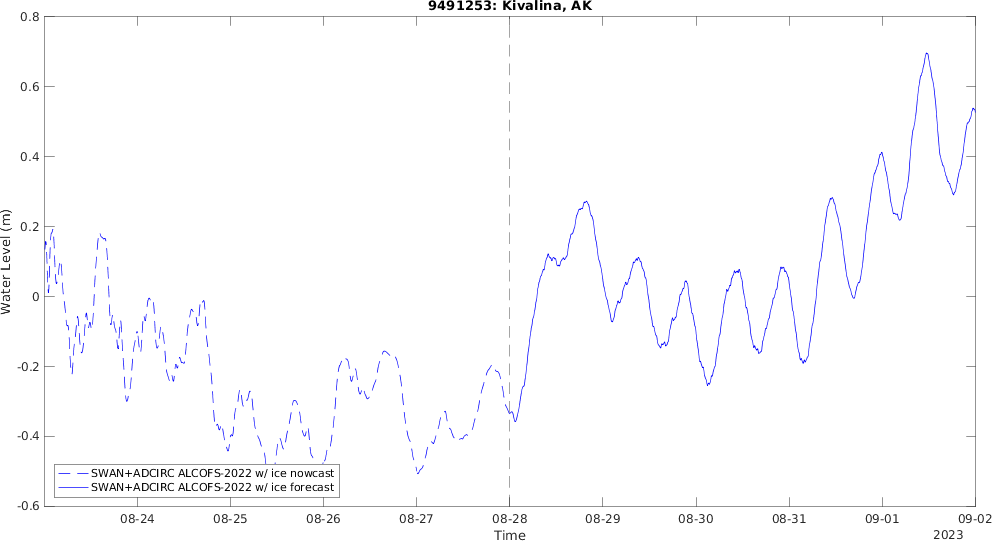 9491253: Kivalina, AK
0.8
0.6
0.4
0.2
0
-0.2
-0.4
-0.6
Water Level (m)
SWAN+ADCIRC ALCOFS-2022 w/ ice nowcast
SWAN+ADCIRC ALCOFS-2022 w/ ice forecast
08-24 08-25 08-26 08-27 08-28 08-29 08-30 08-31 09-01 09-02
Time
2023